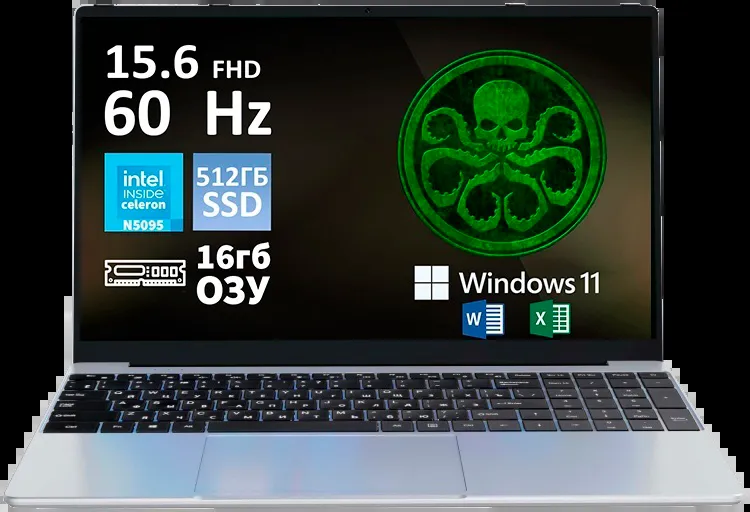 15.6 FHD
60 Hz
intel
INSIDE
celeron
N5095
512ГБ
SSD
16гб
ОЗУ
Windows 11
W
X